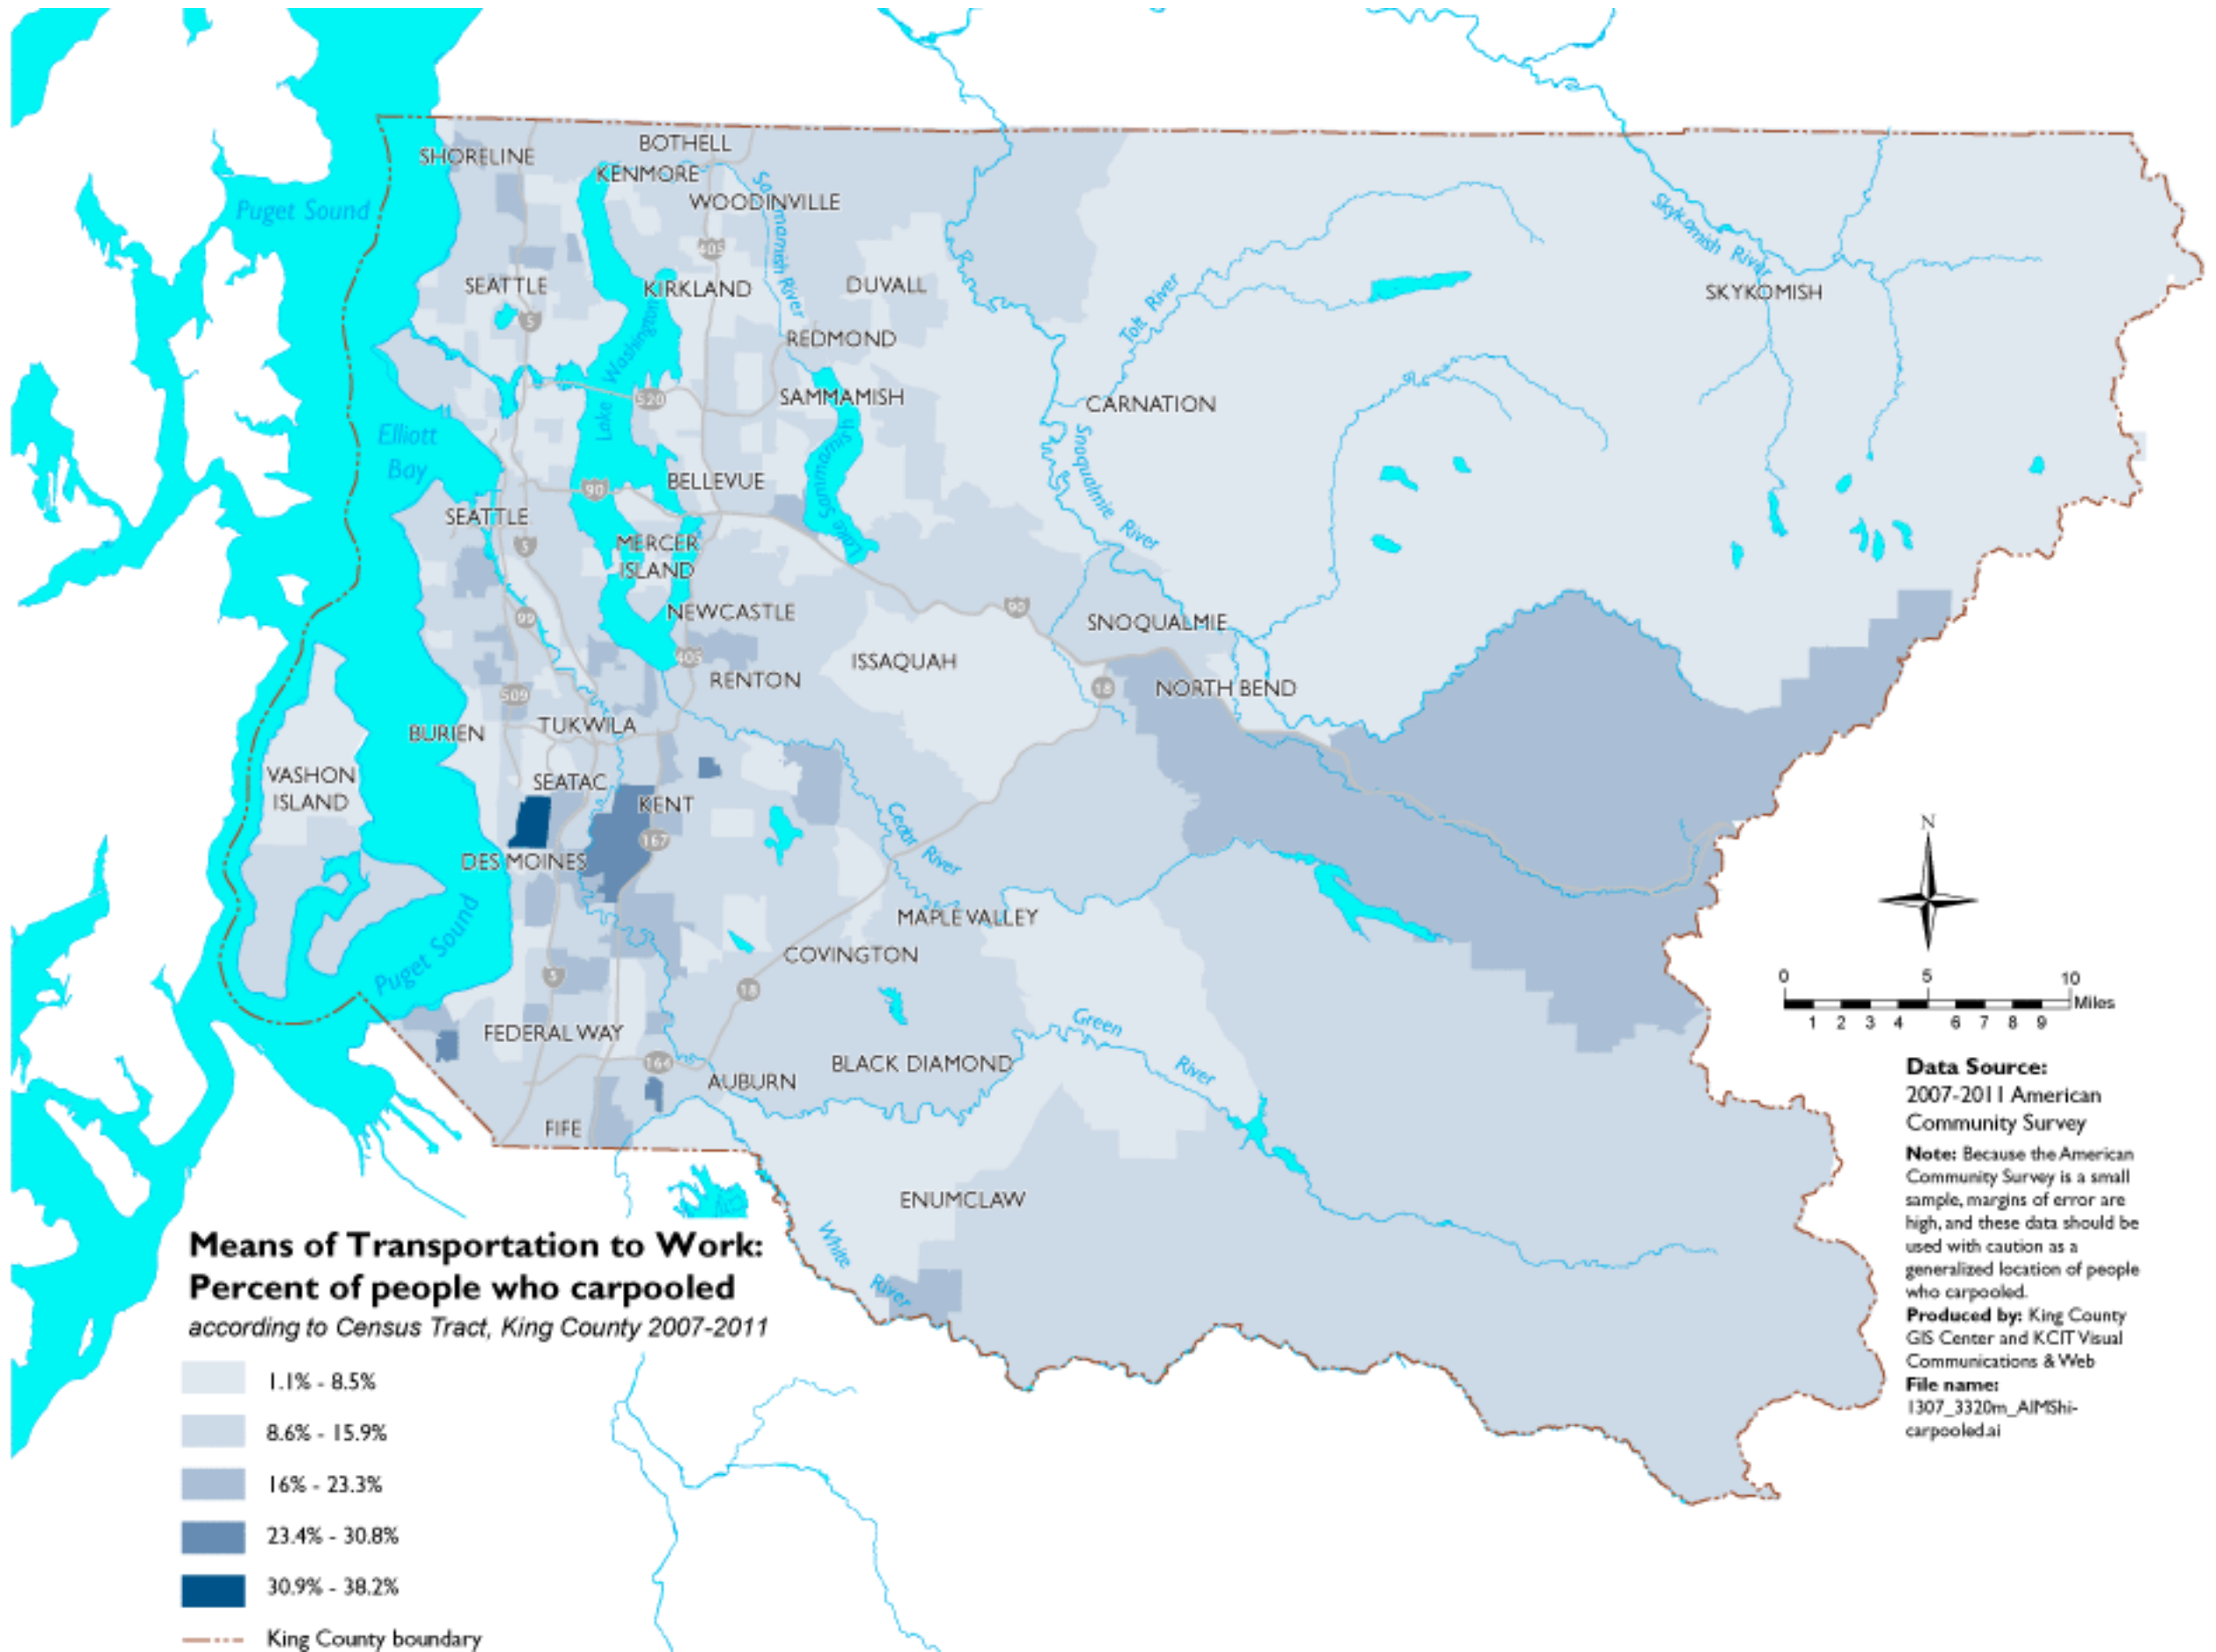 SHORELINE
BOTHELL
KENMORE
WOODINVILLE
Puget Sound
Sammamish River
405
SEATTLE
KIRKLAND
DUVALL
5
Lake Washington
REDMOND
Tolt River
Skykomish River
SKYKOMISH
520
SAMMAMISH
CARNATION
Elliott
Bay
Lake Sammamish
Snoqualmie River
90
BELLEVUE
SEATTLE
5
MERCER
ISLAND
NEWCASTLE
90
SNOQUALMIE
99
405
ISSAQUAH
RENTON
18
NORTH BEND
509
BURIEN
TUKWILA
VASHON
ISLAND
SEATAC
KENT
167
Cedar River
DES MOINES
MAPLE VALLEY
Puget Sound
COVINGTON
5
18
FEDERAL WAY
Green River
164
BLACK DIAMOND
AUBURN
FIFE
ENUMCLAW
White River
N
0 5 10
Miles
1 2 3 4 6 7 8 9
Data Source:
2007-2011 American
Community Survey
Note: Because the American
Community Survey is a small
sample, margins of error are
high, and these data should be
used with caution as a
generalized location of people
who carpooled.
Produced by: King County
GIS Center and KCIT Visual
Communications & Web
File name:
1307_3320m_AIMShi-
carpooled.ai
Means of Transportation to Work:
Percent of people who carpooled
according to Census Tract, King County 2007-2011
1.1% - 8.5%
8.6% - 15.9%
16% - 23.3%
23.4% - 30.8%
30.9% - 38.2%
King County boundary